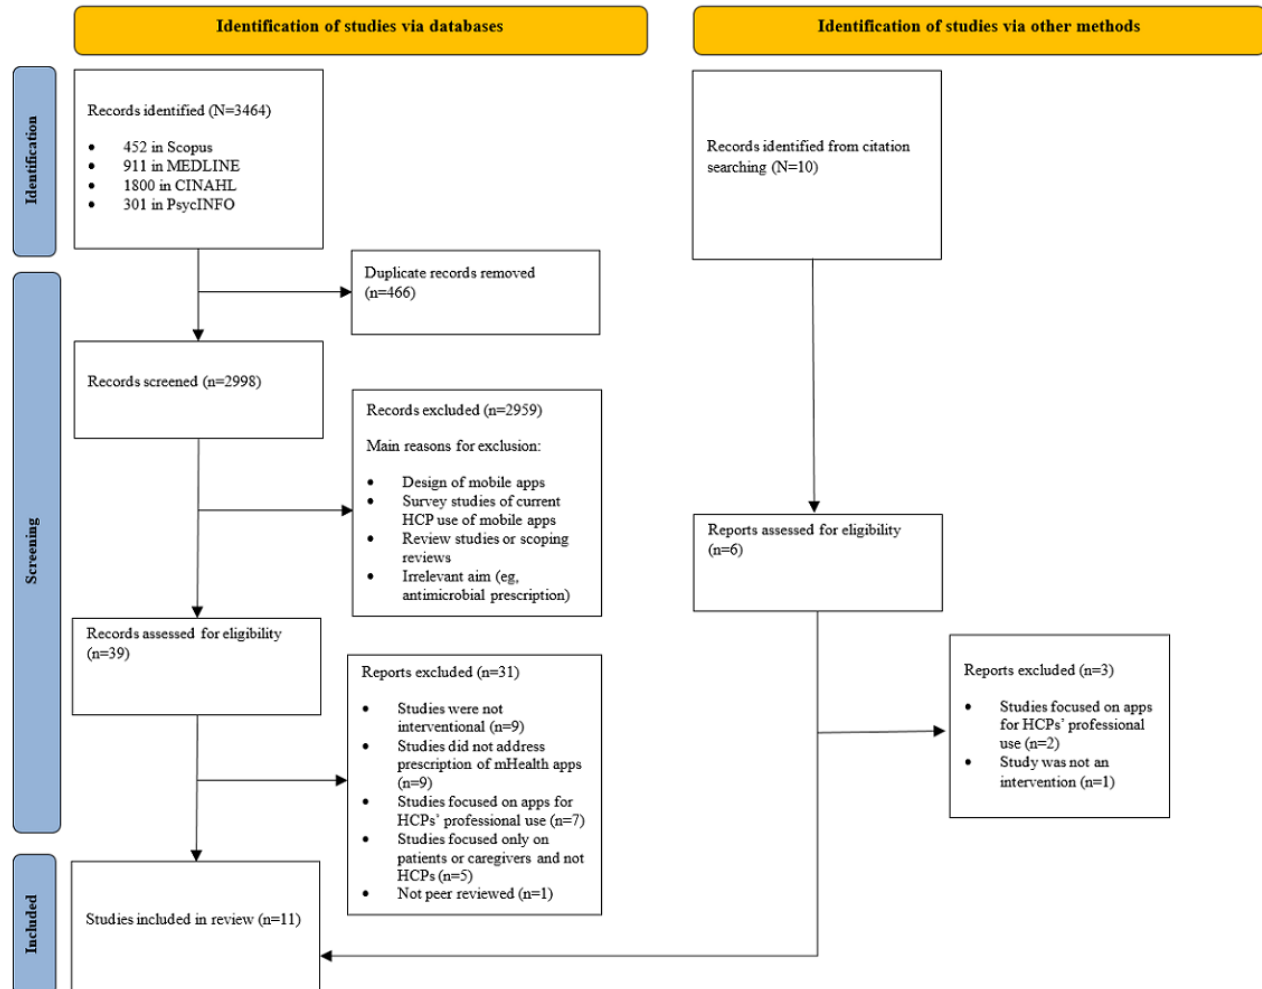 Identification of studies via databases
Identification of studies via other methods
Identification
Records identified (N=3464)
• 452 in Scopus
• 911 in MEDLINE
• 1800 in CINAHL
• 301 in PsycINFO
Records identified from citation
searching (N=10)
Duplicate records removed
(n=466)
Screening
Records screened (n=2998)
Records excluded (n=2959)
Main reasons for exclusion:
• Design of mobile apps
• Survey studies of current
HCP use of mobile apps
• Review studies or scoping
reviews
• Irrelevant aim (eg,
antimicrobial prescription)
Reports assessed for eligibility
(n=6)
Records assessed for eligibility
(n=39)
Reports excluded (n=31)
• Studies were not
interventional (n=9)
• Studies did not address
prescription of mHealth apps
(n=9)
• Studies focused on apps for
HCPs’ professional use (n=7)
• Studies focused only on
patients or caregivers and not
HCPs (n=5)
• Not peer reviewed (n=1)
Reports excluded (n=3)
• Studies focused on apps
for HCPs’ professional
use (n=2)
• Study was not an
intervention (n=1)
Included
Studies included in review (n=11)